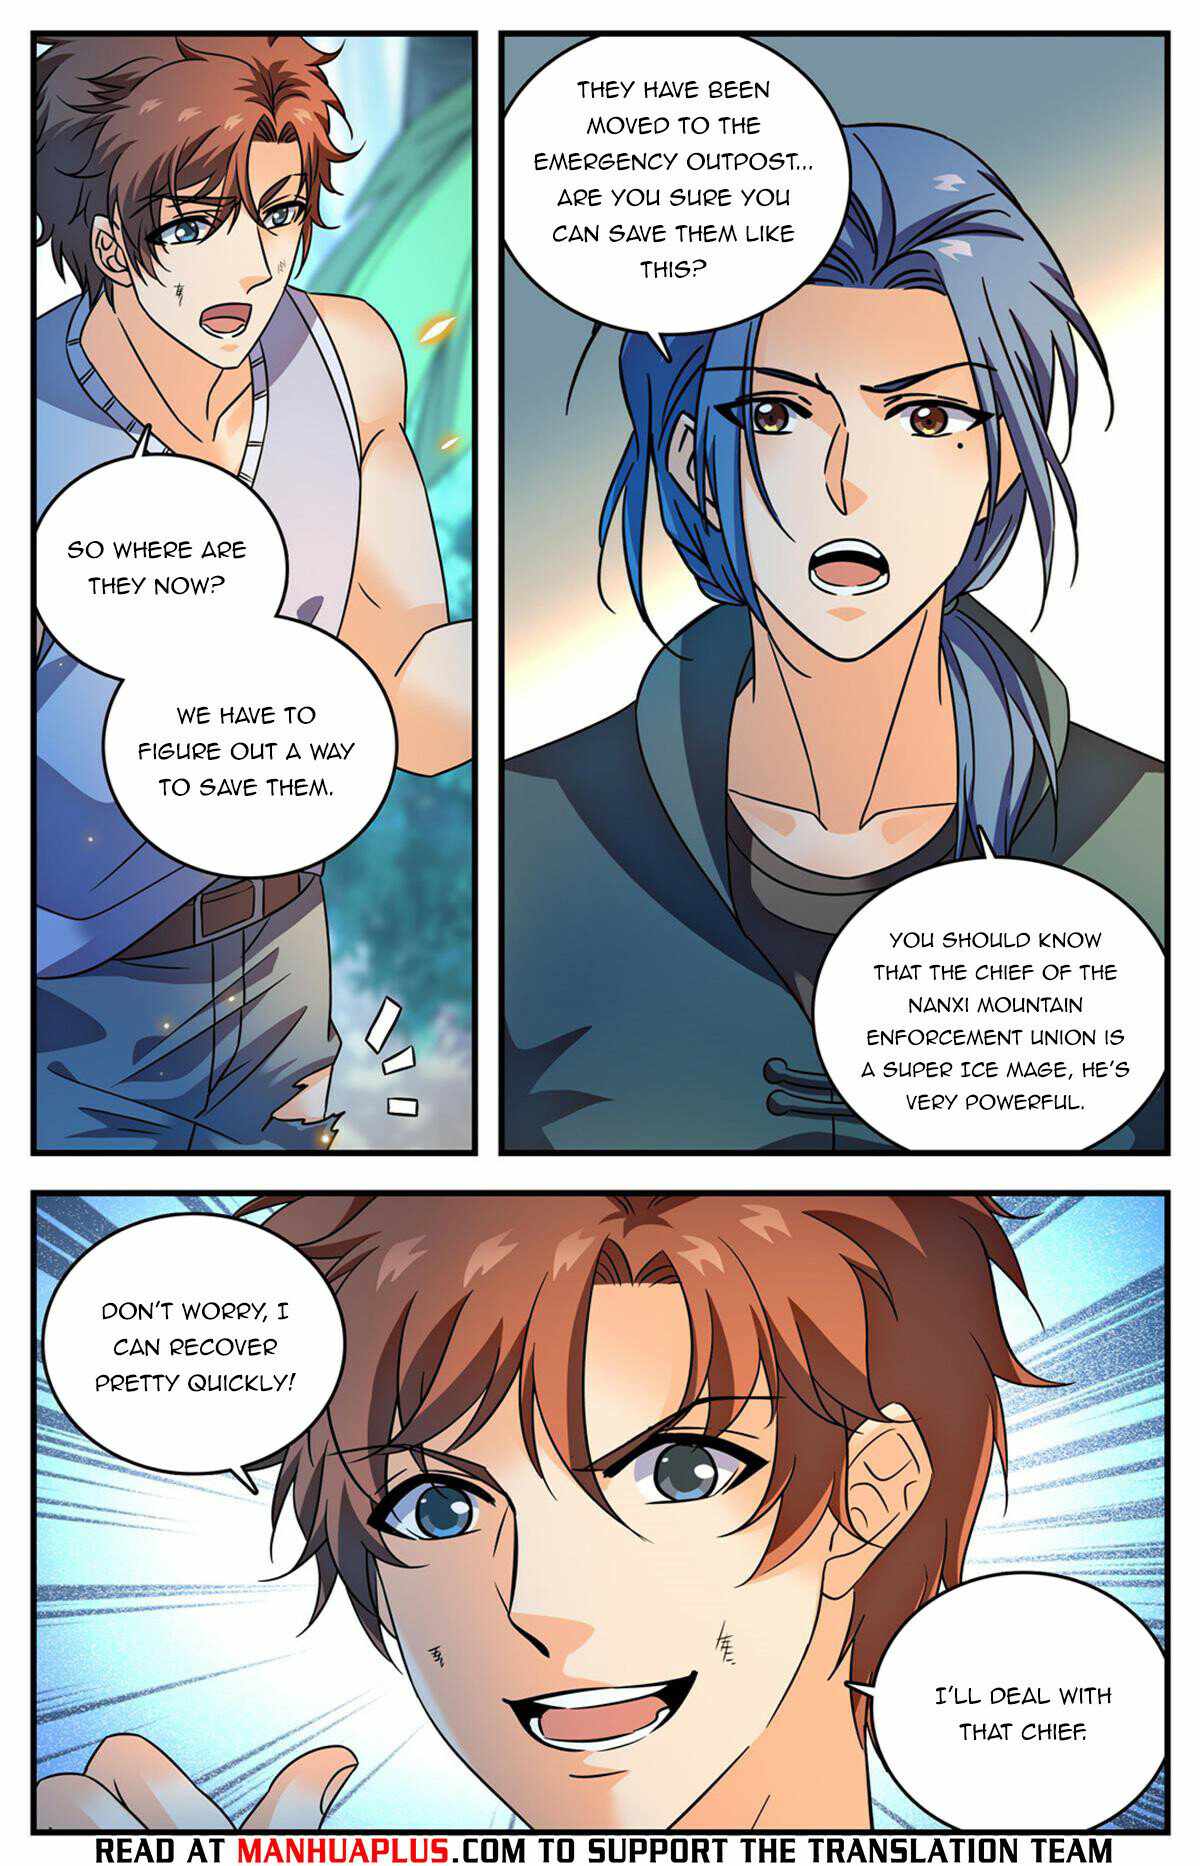 SO WHERE ARE
THEY NOW?
WE HAVE TO
FIGURE OUT A WAY
TO SAVE THEM.
THEY HAVE BEEN
MOVED TO THE
EMERGENCY OUTPOST...
ARE YOU SURE YOU
CAN SAVE THEM LIKE
THIS?
YOU SHOULD KNOW
THAT THE CHIEF OF THE
NANXI MOUNTAIN
ENFORCEMENT UNION IS
A SUPER ICE MAGE, HE'S
VERY POWERFUL.
DON'T WORRY, I
CAN RECOVER
PRETTY QUICKLY!
I'LL DEAL WITH
THAT CHIEF.
READ AT MANHUAPLUS.COM TO SUPPORT THE TRANSLATION TEAM